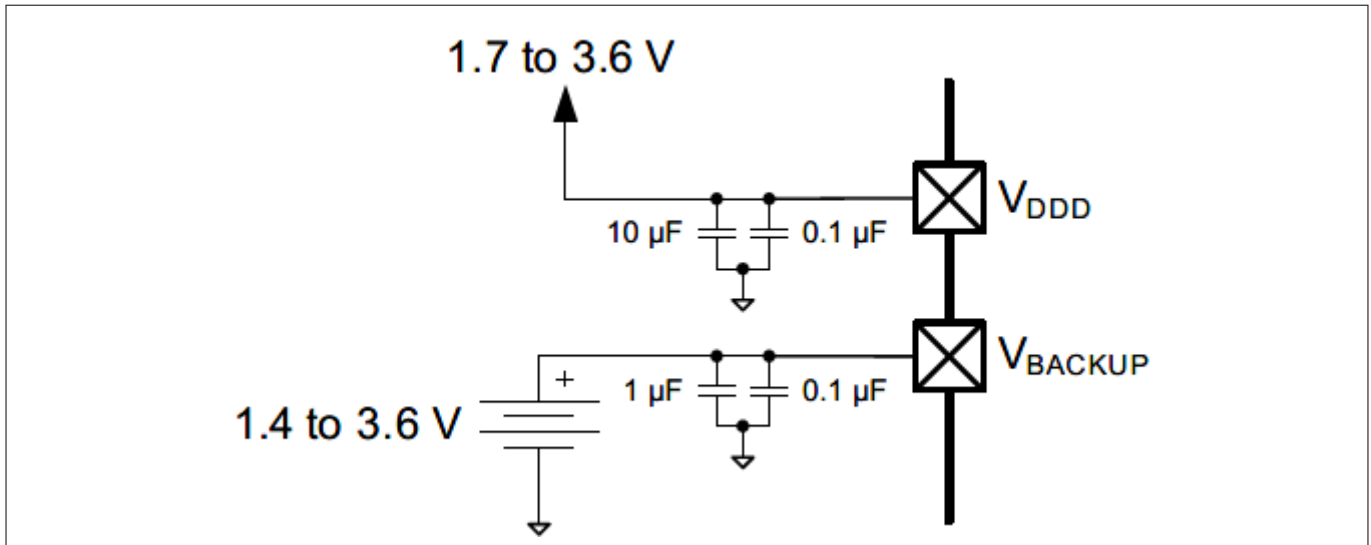 1.7 to 3.6 V
10 µF
0.1 µF
VDDD
1 µF
0.1 µF
VBACKUP
+
1.4 to 3.6 V